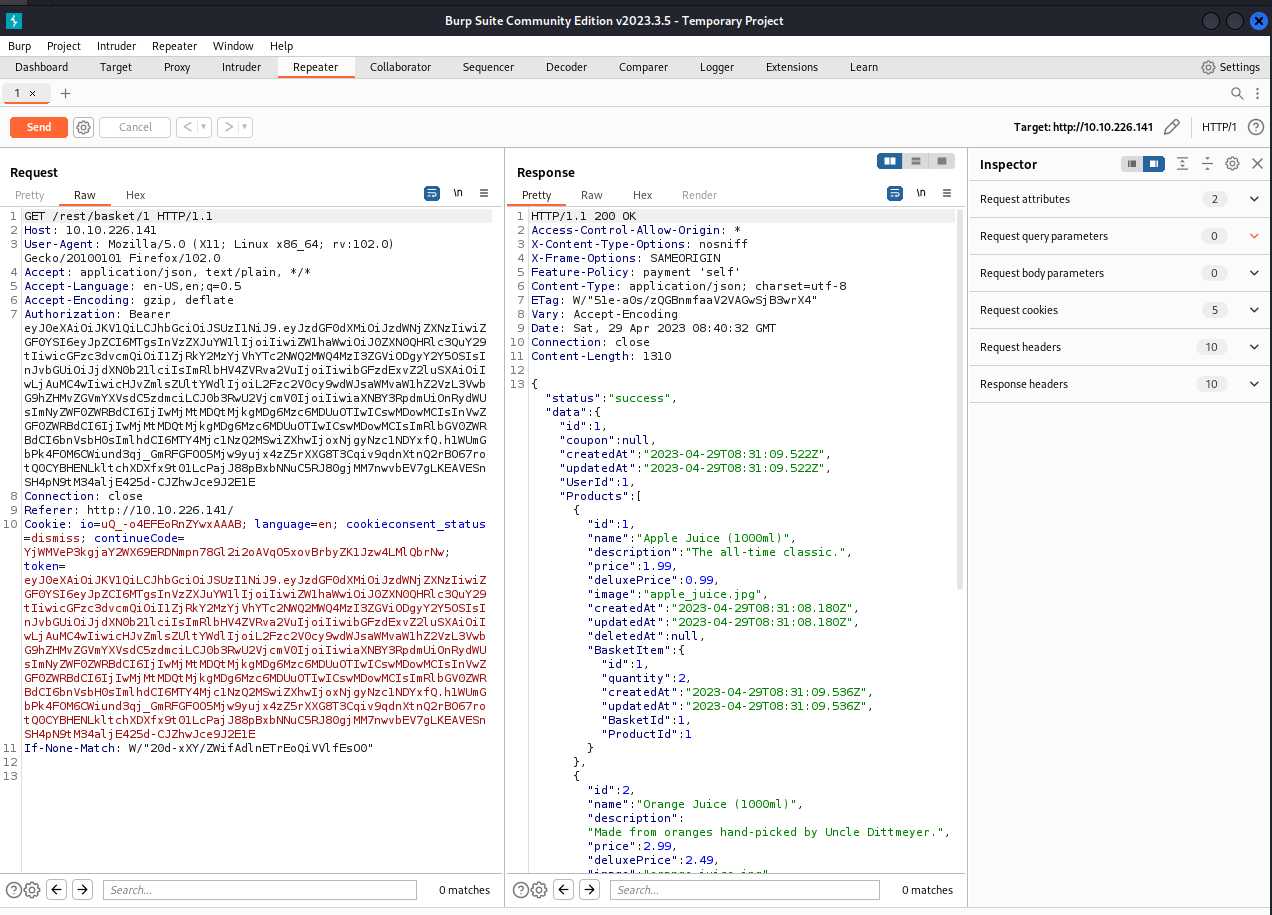 Burp Suite Community Edition v2023.3.5 - Temporary Project
Burp Project Intruder Repeater Window Help
Dashboard Target Proxy Intruder Repeater Collaborator Sequencer Decoder Comparer Logger Extensions Learn Settings
1 × +
Send Cancel < > Target: http://10.10.226.141 HTTP/1
Request
Pretty Raw Hex \n
1 GET /rest/basket/1 HTTP/1.1
2 Host: 10.10.226.141
3 User-Agent: Mozilla/5.0 (X11; Linux x86_64; rv:102.0)
Gecko/20100101 Firefox/102.0
4 Accept: application/json, text/plain, */*
5 Accept-Language: en-US,en;q=0.5
6 Accept-Encoding: gzip, deflate
7 Authorization: Bearer
eyJ0eXAiOiJKV1QiLCJhbGciOiJSUzI1NiJ9.eyJzdGF0dXMiOiJzdWNjZXNzIiwiZ
GF0YSI6eyJpZCI6MTgsInVzZXJuYW1lIjoiIiwiZW1haWwiOiJ0ZXN0QHRlc3QuY29
tIiwicGFzc3dvcmQiOiI1ZjRkY2MzYjVhYTc2NWQ2MWQ4MzI3ZGViODgyY2Y5OSIsI
nJvbGUiOiJjdXN0b21lciIsImRlbHV4ZVRva2VuIjoiIiwibGFzdExvZ2luSXAiOiI
wLjAuMC4wIiwicHJvZmlsZUltYWdlIjoiL2Fzc2V0cy9wdWJsaWMvaW1hZ2VzL3Vwb
G9hZHMvZGVmYXVsdC5zdmciLCJ0b3RwU2VjcmV0IjoiIiwiaXNBY3RpdmUiOnRydWU
sImNyZWF0ZWRBdCI6IjIwMjMtMDQtMjkgMDg6Mzc6MDUuOTIwICswMDowMCIsInVwZ
GF0ZWRBdCI6IjIwMjMtMDQtMjkgMDg6Mzc6MDUuOTIwICswMDowMCIsImRlbGV0ZWR
BdCI6bnVsbH0sImlhdCI6MTY4Mjc1NzQ2MSwiZXhwIjoxNjgyNzc1NDYxfQ.h1WUmG
8 Connection: close
9 Referer: http://10.10.226.141/
10 Cookie: io=uQ_-o4EFEoRnZYwxAAAB; language=en; cookieconsent_status
=dismiss; continueCode=
YjWMVeP3kgjaY2WX69ERDNmpn78Gl2i2oAVqO5xovBrbyZK1Jzw4LMlQbrNw;
token=
eyJ0eXAiOiJKV1QiLCJhbGciOiJSUzI1NiJ9.eyJzdGF0dXMiOiJzdWNjZXNzIiwiZ
GF0YSI6eyJpZCI6MTgsInVzZXJuYW1lIjoiIiwiZW1haWwiOiJ0ZXN0QHRlc3QuY29
tIiwicGFzc3dvcmQiOiI1ZjRkY2MzYjVhYTc2NWQ2MWQ4MzI3ZGViODgyY2Y5OSIsI
nJvbGUiOiJjdXN0b21lciIsImRlbHV4ZVRva2VuIjoiIiwibGFzdExvZ2luSXAiOiI
wLjAuMC4wIiwicHJvZmlsZUltYWdlIjoiL2Fzc2V0cy9wdWJsaWMvaW1hZ2VzL3Vwb
G9hZHMvZGVmYXVsdC5zdmciLCJ0b3RwU2VjcmV0IjoiIiwiaXNBY3RpdmUiOnRydWU
sImNyZWF0ZWRBdCI6IjIwMjMtMDQtMjkgMDg6Mzc6MDUuOTIwICswMDowMCIsInVwZ
GF0ZWRBdCI6IjIwMjMtMDQtMjkgMDg6Mzc6MDUuOTIwICswMDowMCIsImRlbGV0ZWR
BdCI6bnVsbH0sImlhdCI6MTY4Mjc1NzQ2MSwiZXhwIjoxNjgyNzc1NDYxfQ.h1WUmG
11 If-None-Match: W/"20d-xXY/ZWifAdlnETrEoQiVVlfEsO0"
12
13
Search... 0 matches
Response
Pretty Raw Hex Render \n
1 HTTP/1.1 200 OK
2 Access-Control-Allow-Origin: *
3 X-Content-Type-Options: nosniff
4 X-Frame-Options: SAMEORIGIN
5 Feature-Policy: payment 'self'
6 Content-Type: application/json; charset=utf-8
7 ETag: W/"51e-a0s/zQGBnmfaaV2VAGwSjB3wrX4"
8 Vary: Accept-Encoding
9 Date: Sat, 29 Apr 2023 08:40:32 GMT
10 Connection: close
11 Content-Length: 1310
12
13 {
"status":"success",
"data":{
"id":1,
"coupon":null,
"createdAt":"2023-04-29T08:31:09.522Z",
"updatedAt":"2023-04-29T08:31:09.522Z",
"UserId":1,
"Products":[
{
"id":1,
"name":"Apple Juice (1000ml)",
"description":"The all-time classic.",
"price":1.99,
"deluxePrice":0.99,
"image":"apple_juice.jpg",
"createdAt":"2023-04-29T08:31:08.180Z",
"updatedAt":"2023-04-29T08:31:08.180Z",
"deletedAt":null,
"BasketItem":{
"id":1,
"quantity":2,
"createdAt":"2023-04-29T08:31:09.536Z",
"updatedAt":"2023-04-29T08:31:09.536Z",
"BasketId":1,
"ProductId":1
}
},
{
"id":2,
"name":"Orange Juice (1000ml)",
"description":
"Made from oranges hand-picked by Uncle Dittmeyer.",
"price":2.99,
"deluxePrice":2.49,
Search... 0 matches
Inspector
Request attributes 2
Request query parameters 0
Request body parameters 0
Request cookies 5
Request headers 10
Response headers 10